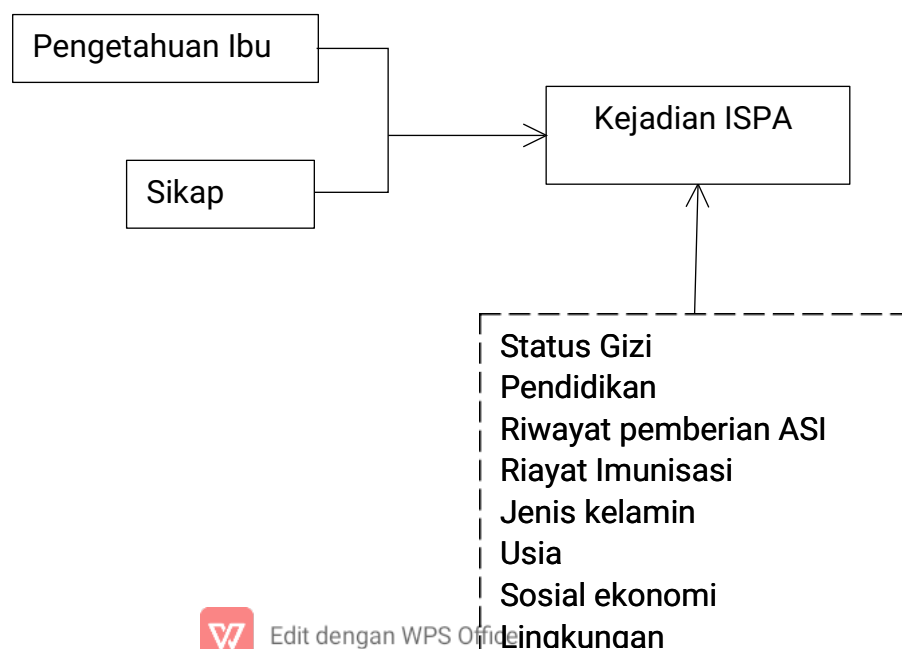 Pengetahuan Ibu
Kejadian ISPA
Sikap
Status Gizi
Pendidikan
Riwayat pemberian ASI
Riayat Imunisasi
Jenis kelamin
Usia
Sosial ekonomi
Lingkungan
Edit dengan WPS Office